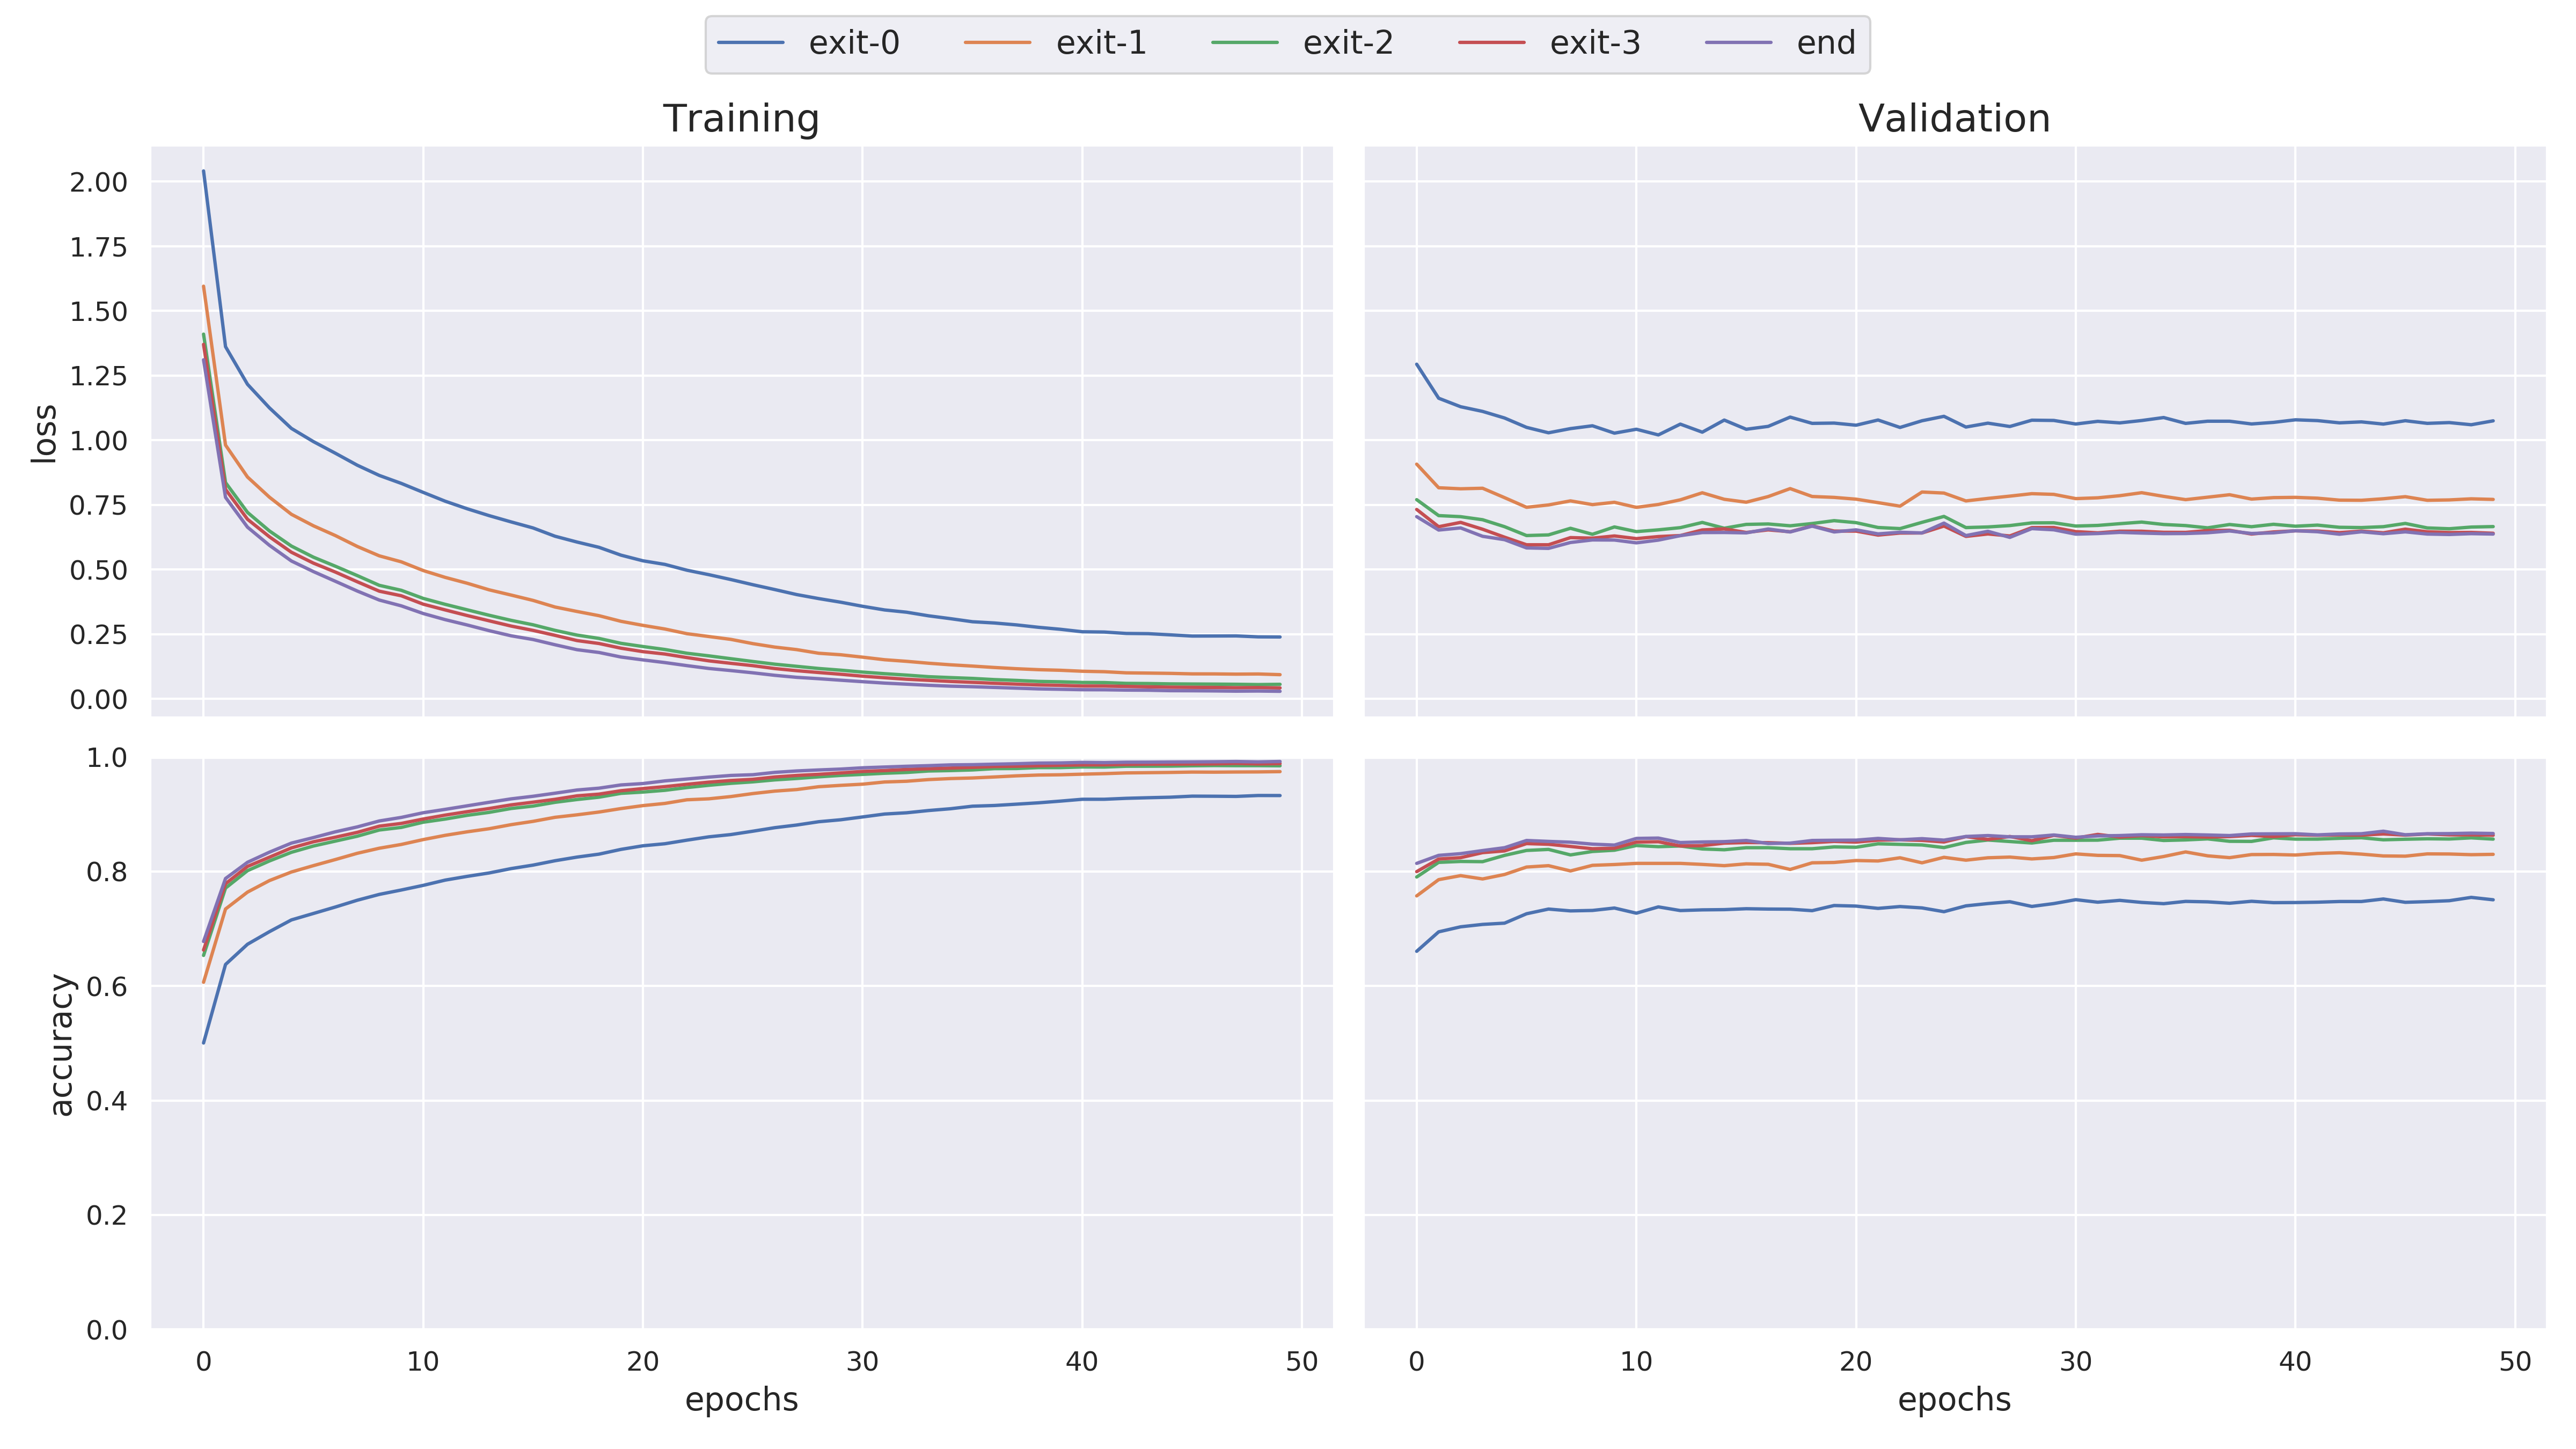 exit-0 exit-1 exit-2 exit-3 end
Training
Validation
loss
2.00
1.75
1.50
1.25
1.00
0.75
0.50
0.25
0.00
accuracy
1.0
0.8
0.6
0.4
0.2
0.0
0 10 20 30 40 50
epochs
0 10 20 30 40 50
epochs